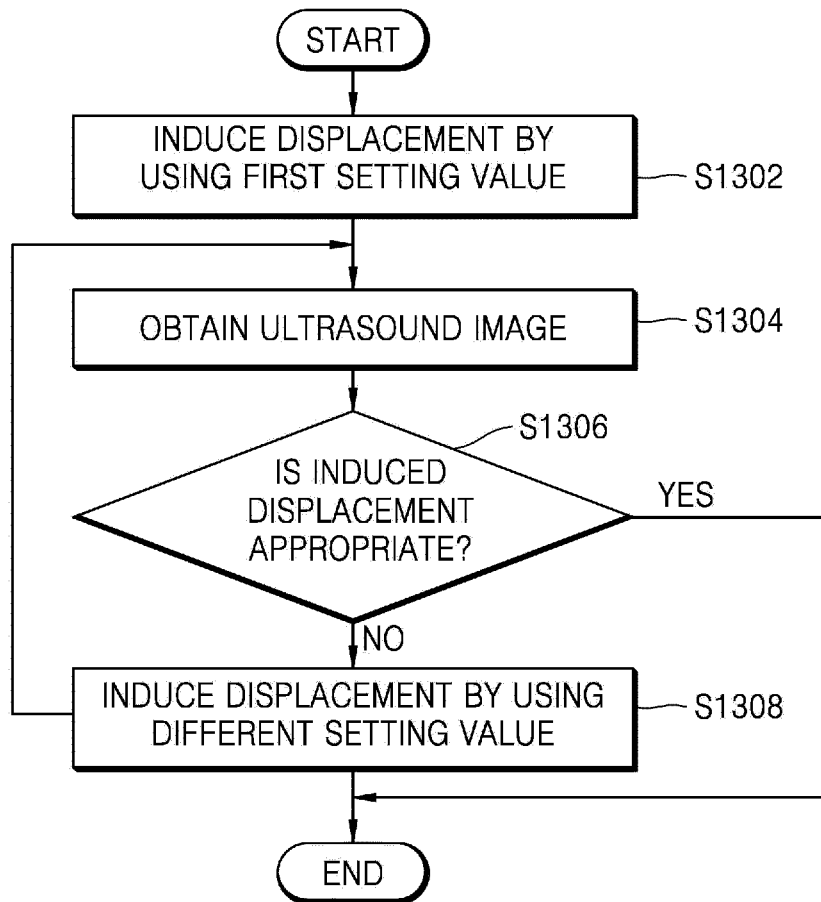 START
INDUCE DISPLACEMENT BY
USING FIRST SETTING VALUE
S1302
OBTAIN ULTRASOUND IMAGE
S1304
S1306
IS INDUCED
DISPLACEMENT
APPROPRIATE?
YES
NO
INDUCE DISPLACEMENT BY USING
DIFFERENT SETTING VALUE
S1308
END